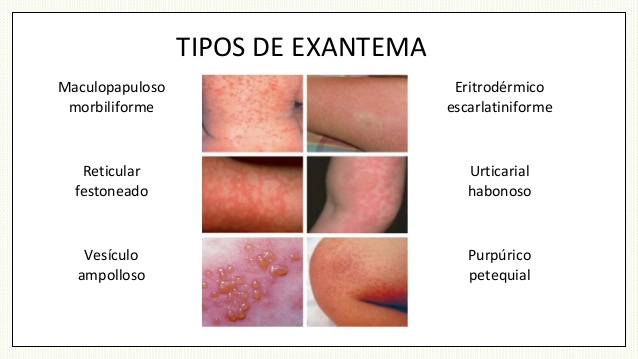 TIPOS DE EXANTEMA
Maculopapuloso
morbiliforme
Eritrodérmico
escarlatiniforme
Reticular
festoneado
Urticarial
habonoso
Vesículo
ampolloso
Purpúrico
petequial